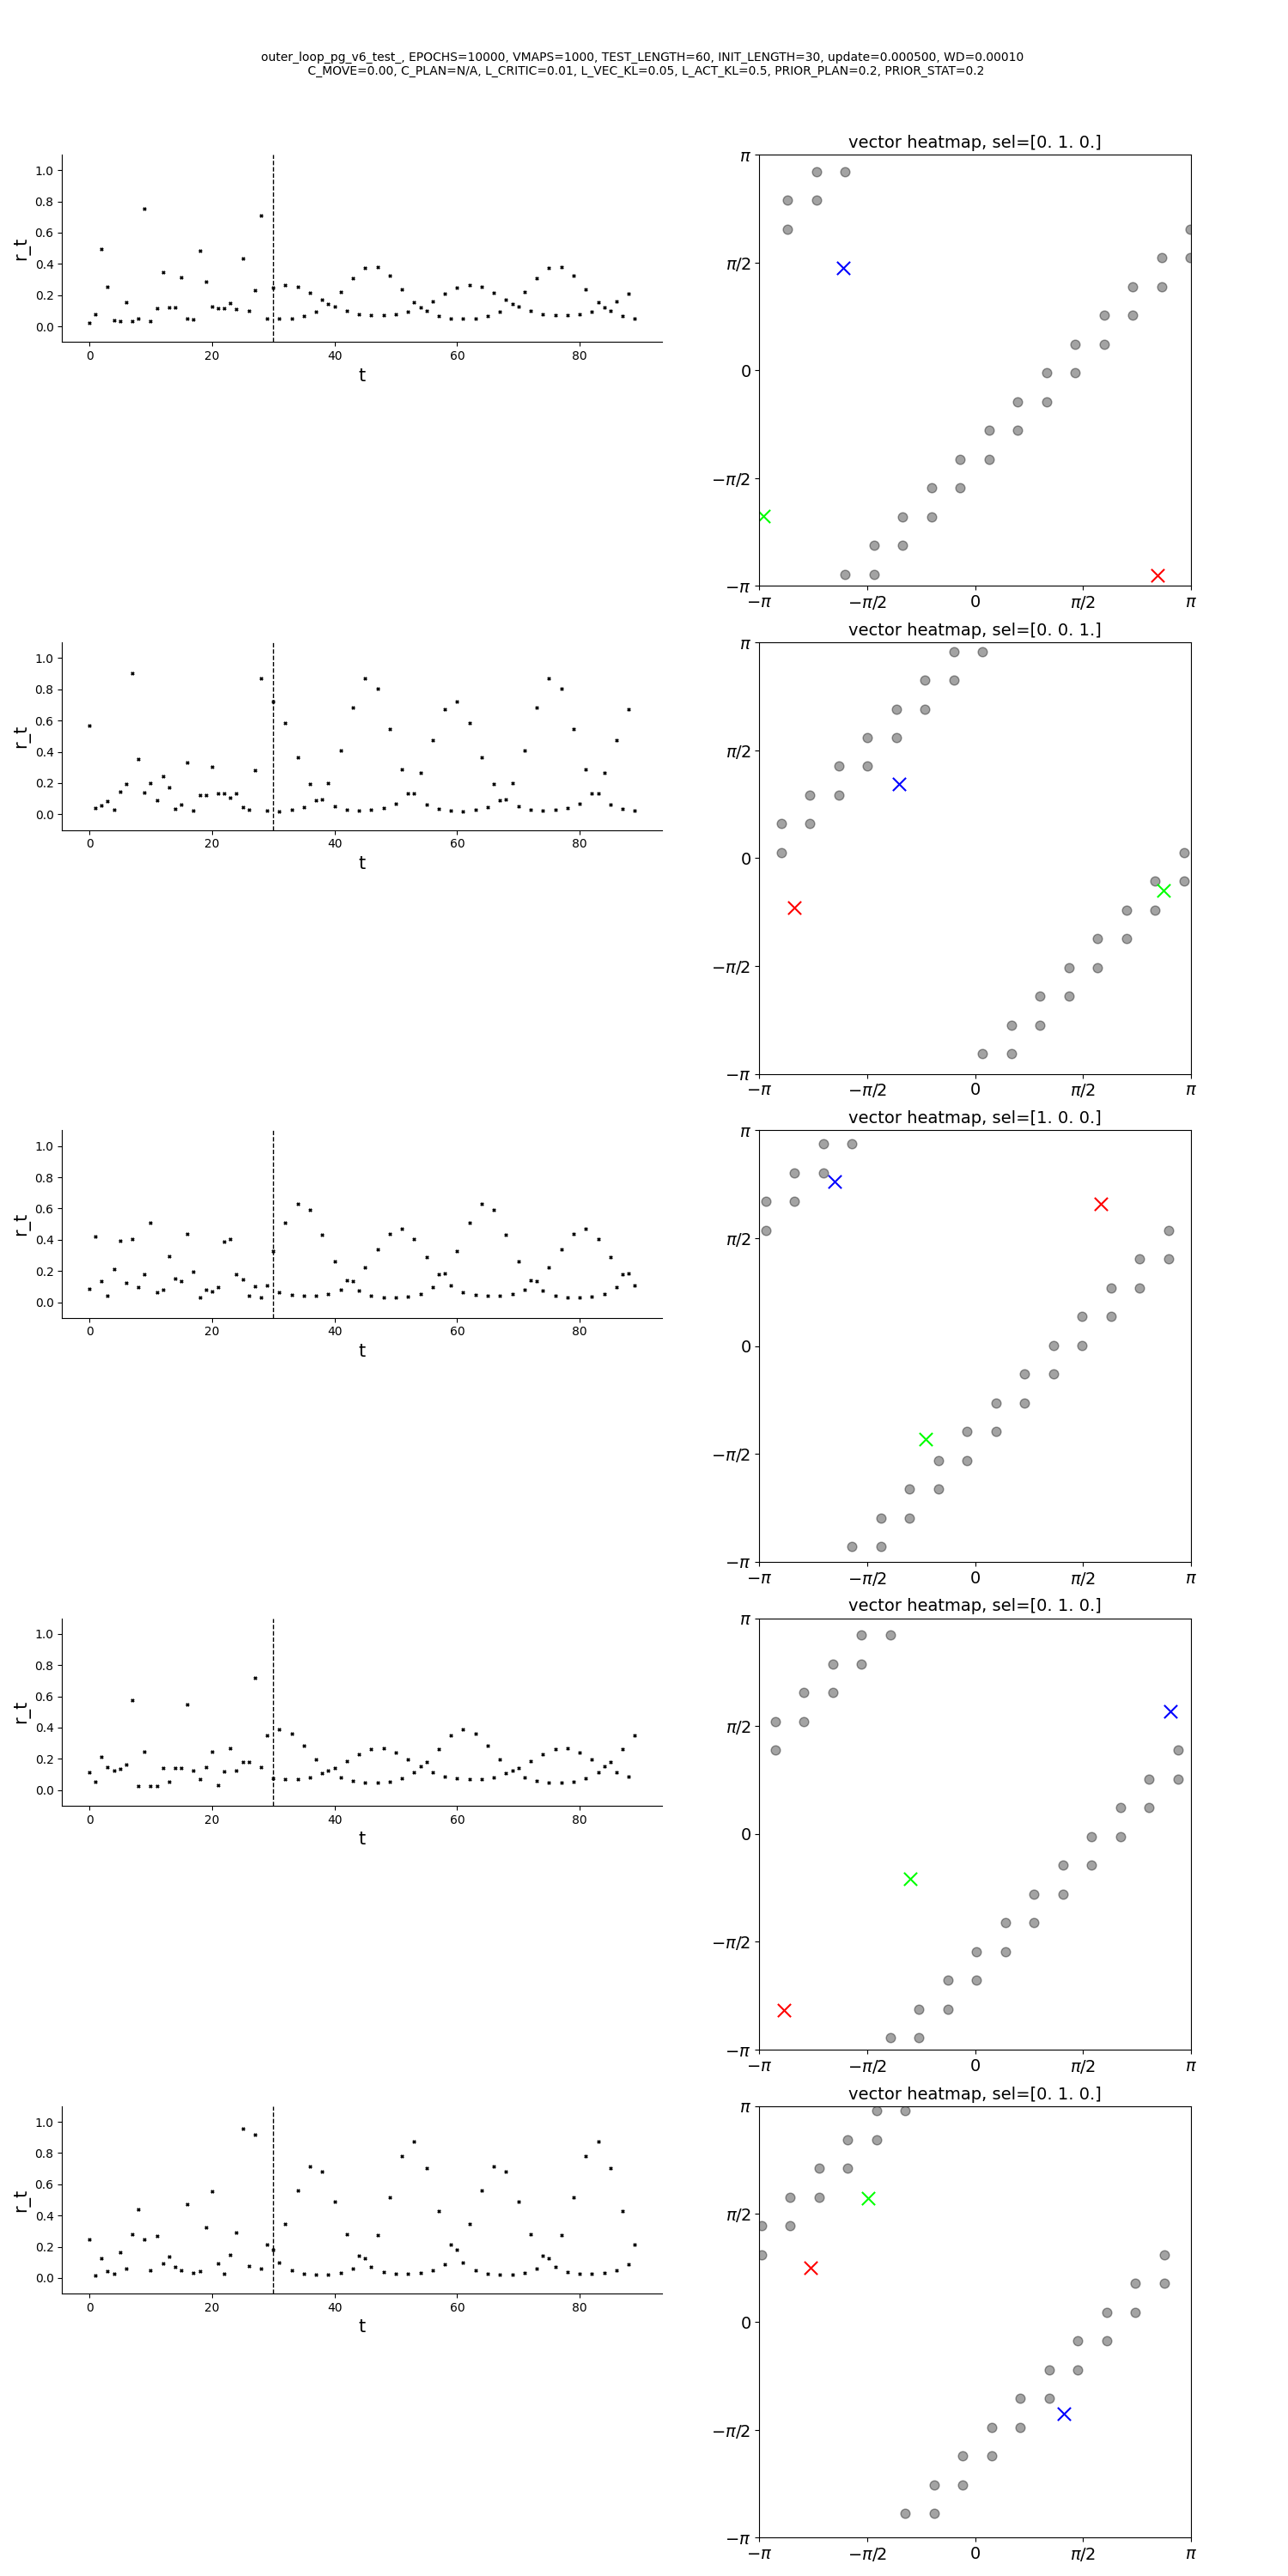 outer_loop_pg_v6_test_, EPOCHS=10000, VMAPS=1000, TEST_LENGTH=60, INIT_LENGTH=30, update=0.000500, WD=0.00010
C_MOVE=0.00, C_PLAN=N/A, L_CRITIC=0.01, L_VEC_KL=0.05, L_ACT_KL=0.5, PRIOR_PLAN=0.2, PRIOR_STAT=0.2
1.0
0.8
0.6
0.4
0.2
0.0
r_t
0 20 40 60 80
t
vector heatmap, sel=[0. 1. 0.]
π
π/2
0
−π/2
−π
−π −π/2 0 π/2 π
1.0
0.8
0.6
0.4
0.2
0.0
r_t
0 20 40 60 80
t
vector heatmap, sel=[0. 0. 1.]
π
π/2
0
−π/2
−π
−π −π/2 0 π/2 π
1.0
0.8
0.6
0.4
0.2
0.0
r_t
0 20 40 60 80
t
vector heatmap, sel=[1. 0. 0.]
π
π/2
0
−π/2
−π
−π −π/2 0 π/2 π
1.0
0.8
0.6
0.4
0.2
0.0
r_t
0 20 40 60 80
t
vector heatmap, sel=[0. 1. 0.]
π
π/2
0
−π/2
−π
−π −π/2 0 π/2 π
1.0
0.8
0.6
0.4
0.2
0.0
r_t
0 20 40 60 80
t
vector heatmap, sel=[0. 1. 0.]
π
π/2
0
−π/2
−π
−π −π/2 0 π/2 π